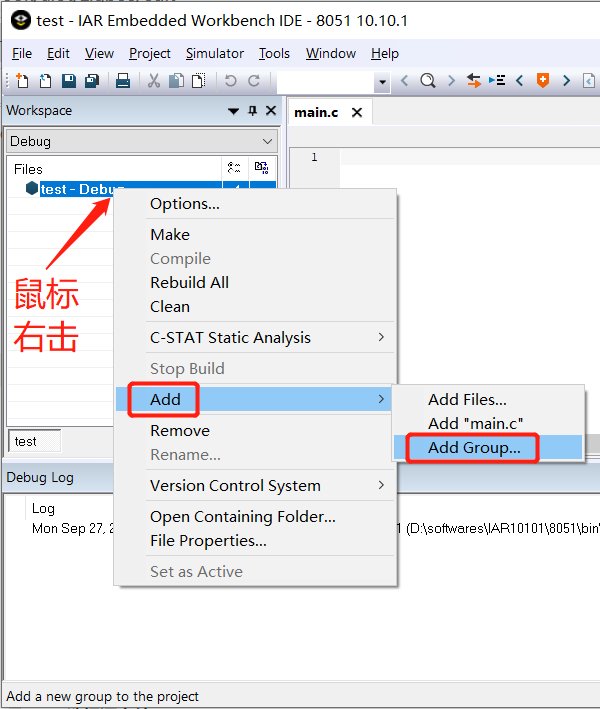 test - IAR Embedded Workbench IDE - 8051 10.10.1
File Edit View Project Simulator Tools Window Help
Workspace
main.c
Debug
1
Files
test - Debug
鼠标
右击
Options...
Make
Compile
Rebuild All
Clean
C-STAT Static Analysis
Stop Build
Add
Add Files...
Add "main.c"
Add Group...
Remove
Rename...
test
Version Control System
Debug Log
Log
Open Containing Folder...
Mon Sep 27, 2 1 (D:\softwares\IAR10101\8051\bin\
File Properties...
Set as Active
Add a new group to the project